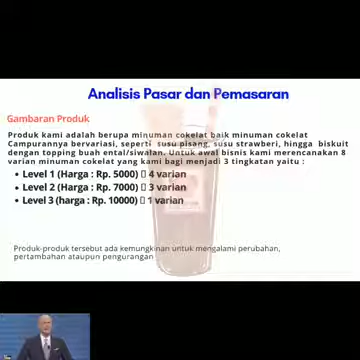 Analisis Pasar dan Pemasaran
Gambaran Produk
Produk kami adalah berupa minuman cokelat baik minuman cokelat
Campurannya bervariasi, seperti susu pisang, susu strawberi, hingga biskuit
dengan topping buah ental/siwalan. Untuk awal bisnis kami merencanakan 8
varian minuman cokelat yang kami bagi menjadi 3 tingkatan yaitu :
• Level 1 (Harga : Rp. 5000) 4 varian
• Level 2 (Harga : Rp. 7000) 3 varian
• Level 3 (harga : Rp. 10000) 1 varian
Produk-produk tersebut ada kemungkinan untuk mengalami perubahan,
pertambahan ataupun pengurangan